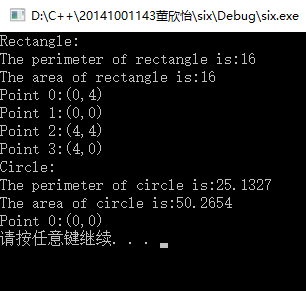 D:\C++\20141001143董欣怡\six\Debug\six.exe
Rectangle:
The perimeter of rectangle is:16
The area of rectangle is:16
Point 0:(0,4)
Point 1:(0,0)
Point 2:(4,4)
Point 3:(4,0)
Circle:
The perimeter of circle is:25.1327
The area of circle is:50.2654
Point 0:(0,0)
请按任意键继续. . .